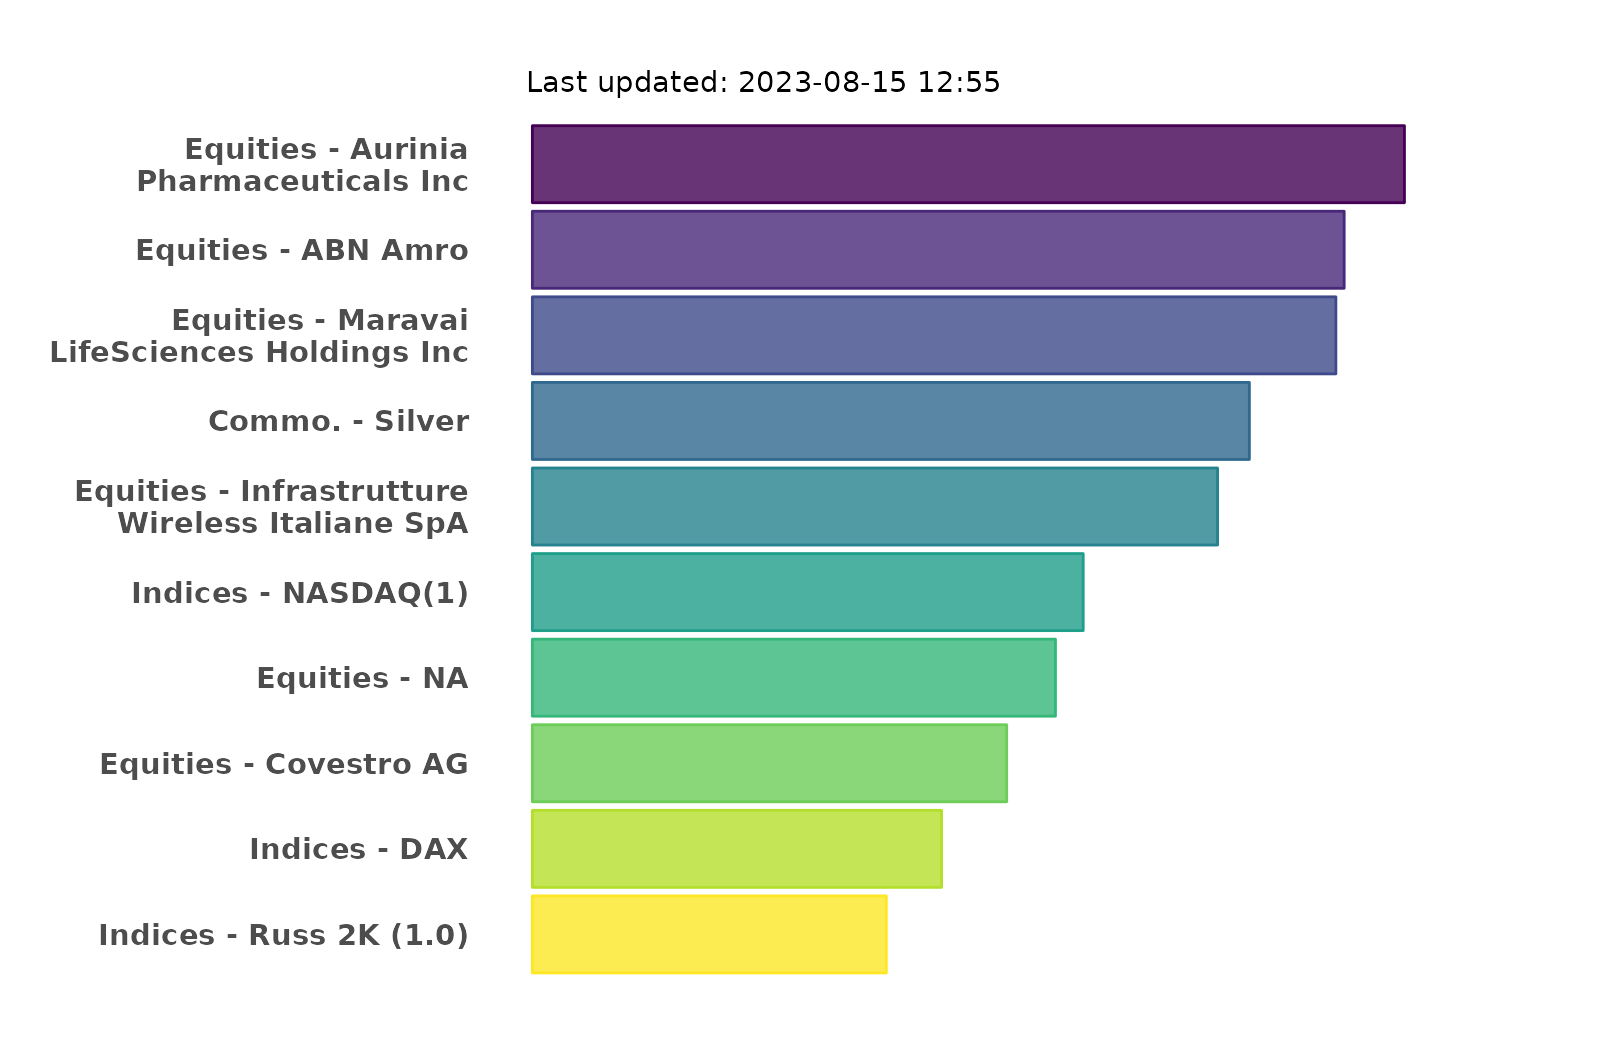 Last updated: 2023-08-15 12:55
Equities - Aurinia
Pharmaceuticals Inc
Equities - ABN Amro
Equities - Maravai
LifeSciences Holdings Inc
Commo. - Silver
Equities - Infrastrutture
Wireless Italiane SpA
Indices - NASDAQ(1)
Equities - NA
Equities - Covestro AG
Indices - DAX
Indices - Russ 2K (1.0)